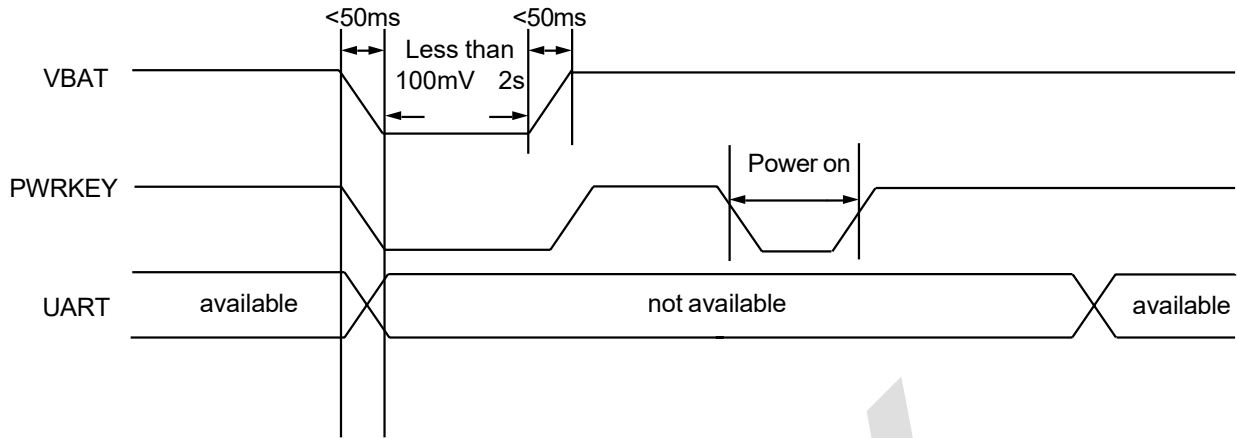 <50ms <50ms
Less than
VBAT 100mV 2s
Power on
PWRKEY
UART available not available available